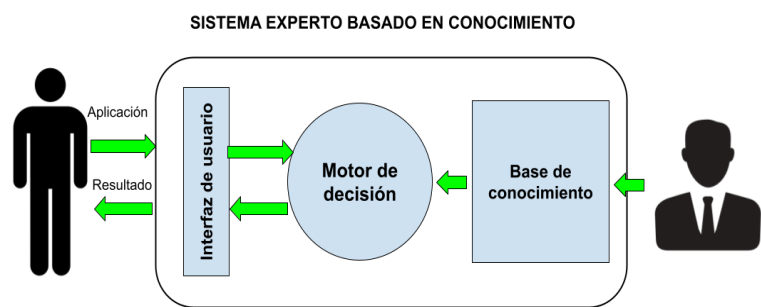 SISTEMA EXPERTO BASADO EN CONOCIMIENTO
Aplicación
Resultado
Interfaz de usuario
Motor de
decisión
Base de
conocimiento